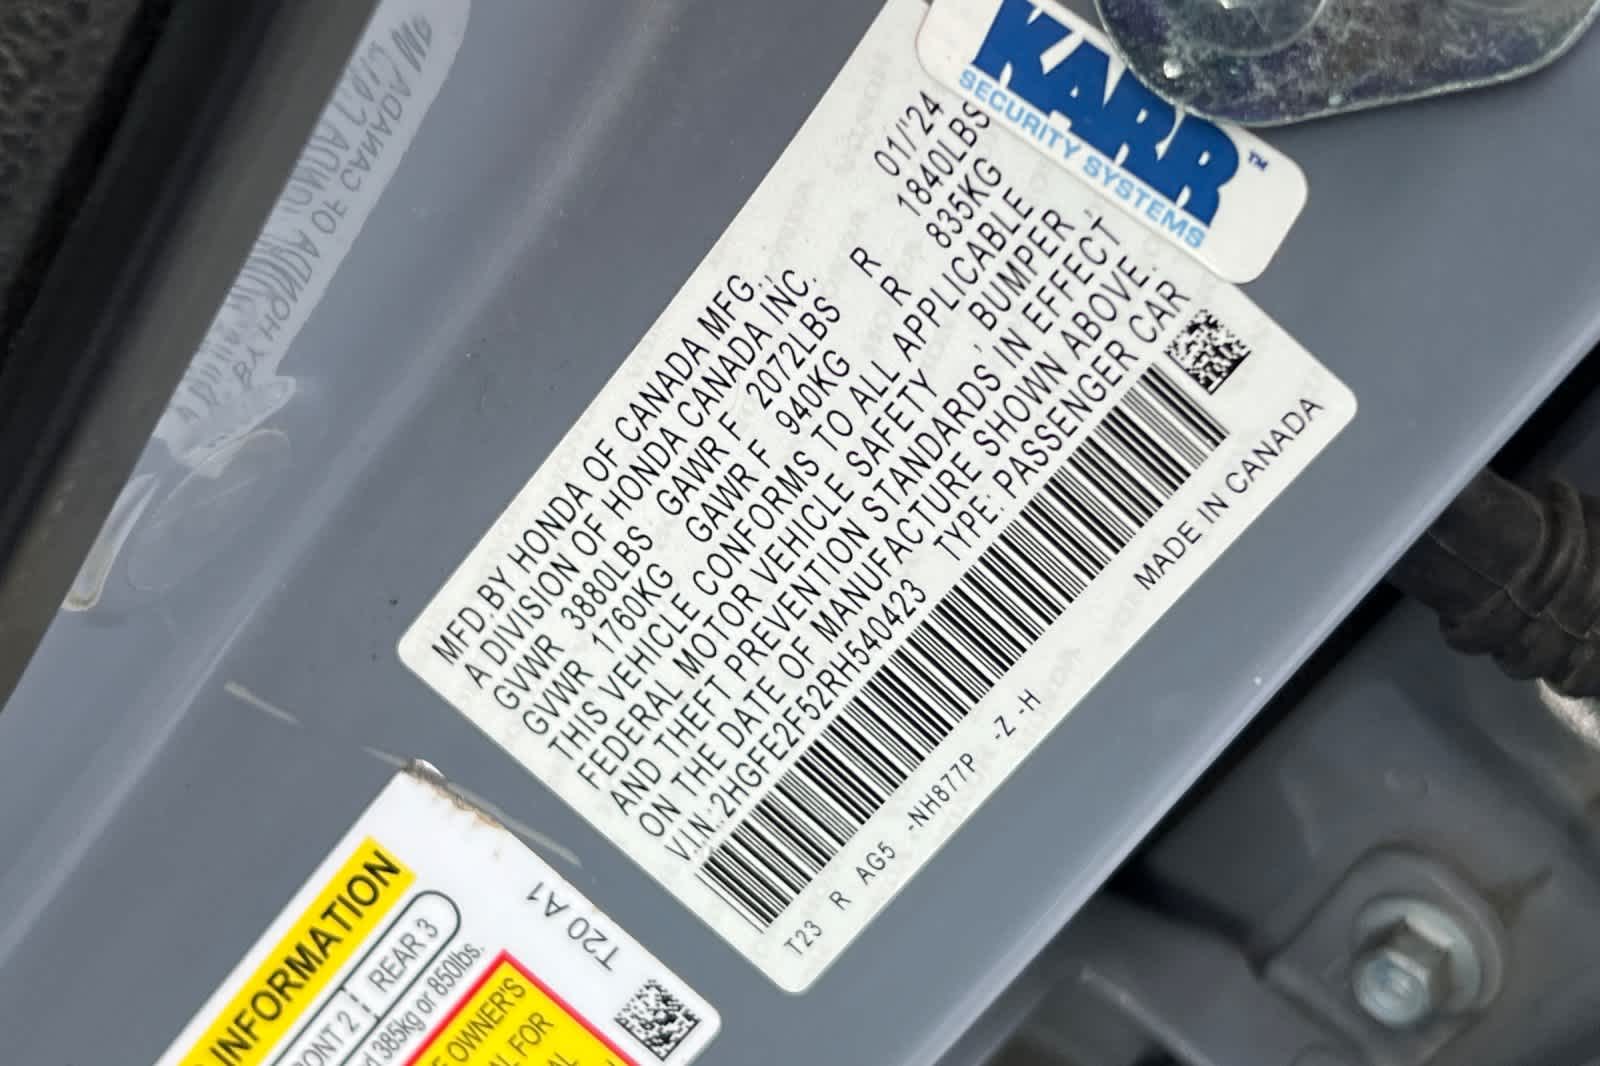 KARR™
SECURITY SYSTEMS
MFD.BY HONDA OF CANADA MFG., 01/'24
A DIVISION OF HONDA CANADA INC.
GVWR 3880LBS GAWR F 2072LBS R 1840LBS
GVWR 1760KG GAWR F 940KG R 835KG
THIS VEHICLE CONFORMS TO ALL APPLICABLE
FEDERAL MOTOR VEHICLE SAFETY, BUMPER,
AND THEFT PREVENTION STANDARDS IN EFFECT
ON THE DATE OF MANUFACTURE SHOWN ABOVE.
V.I.N.:2HGFE2F52RH540423 TYPE: PASSENGER CAR
MADE IN CANADA
T23 R AG5 -NH877P -Z -H
T20 A1
INFORMATION
2 REAR 3
385kg or 850lbs.
OWNER'S
FOR